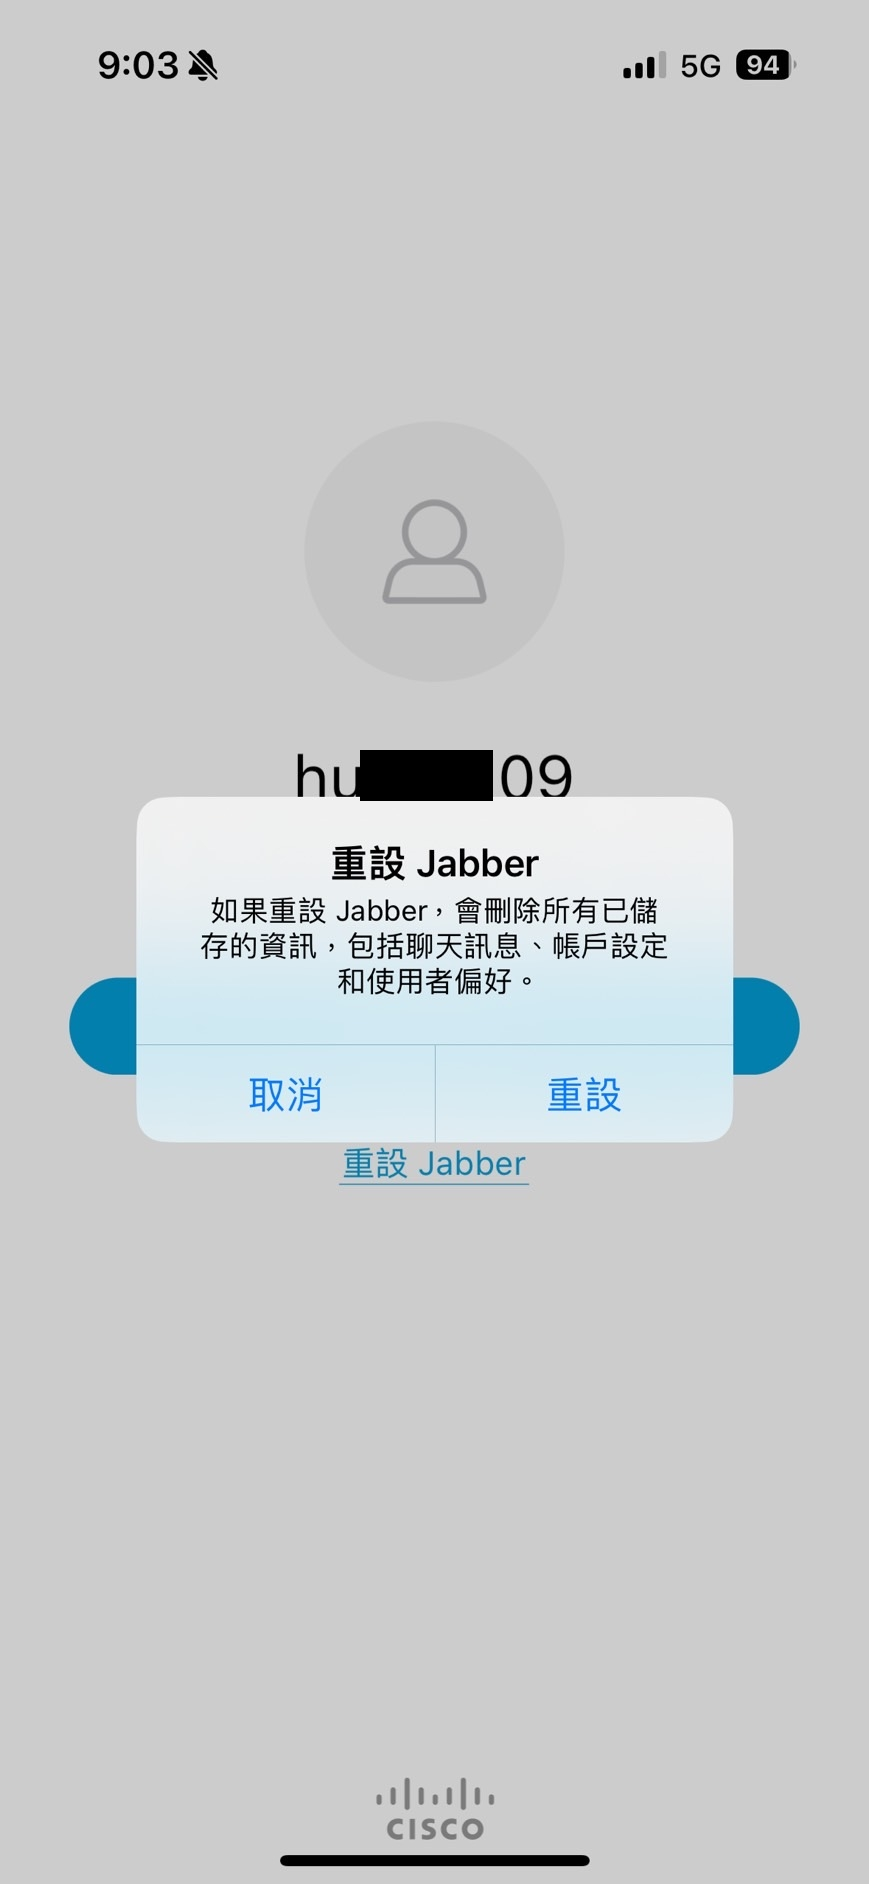 9:03 5G 94
hu 09
重設 Jabber
如果重設 Jabber，會刪除所有已儲
存的資訊，包括聊天訊息、帳戶設定
和使用者偏好。
取消 重設
重設 Jabber
CISCO